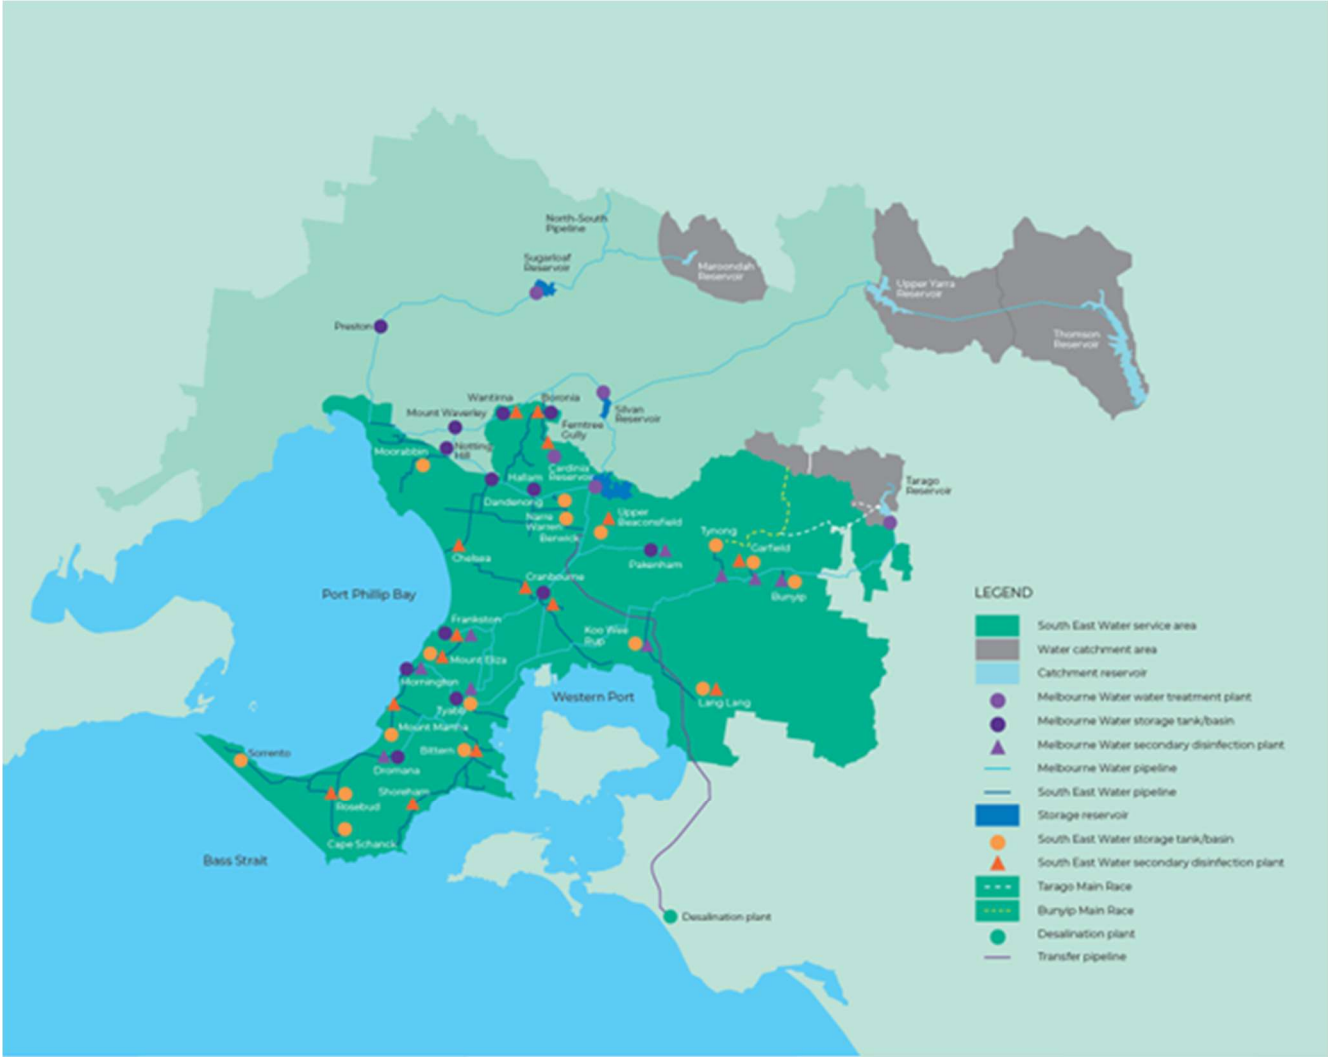 North-South
Pipeline
Sugarloaf
Reservoir
Maroondah
Reservoir
Upper Yarra
Reservoir
Thomson
Reservoir
Preston
Wantirna
Boronia
Mount Waverley
Silvan
Reservoir
Ferntree
Gully
Notting
Hill
Moorabbin
Cardinia
Reservoir
Hallam
Dandenong
Tarago
Reservoir
Narre
Warren
Upper
Beaconsfield
Berwick
Tynong
Garfield
Chelsea
Pakenham
Cranbourne
Bunyip
Port Phillip Bay
LEGEND
Frankston
Koo Wee
Rup
South East Water service area
Water catchment area
Mount Eliza
Catchment reservoir
Mornington
Western Port
Melbourne Water water treatment plant
Lang Lang
Tyabb
Melbourne Water storage tank/basin
Mount Martha
Melbourne Water secondary disinfection plant
Bittern
Sorrento
Melbourne Water pipeline
Dromana
South East Water pipeline
Shoreham
Rosebud
Storage reservoir
Cape Schanck
South East Water storage tank/basin
Bass Strait
South East Water secondary disinfection plant
Tarago Main Race
Bunyip Main Race
Desalination plant
Desalination plant
Transfer pipeline